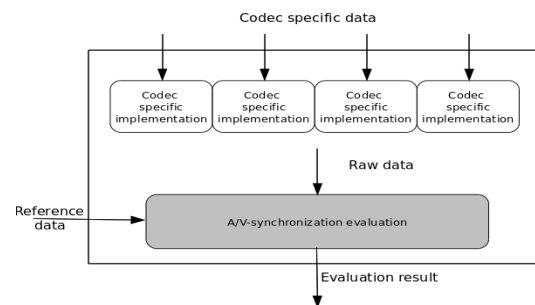 Codec specific data
Codec
specific
implementation
Codec
specific
implementation
Codec
specific
implementation
Codec
specific
implementation
Raw data
Reference
data
A/V-synchronization evaluation
Evaluation result